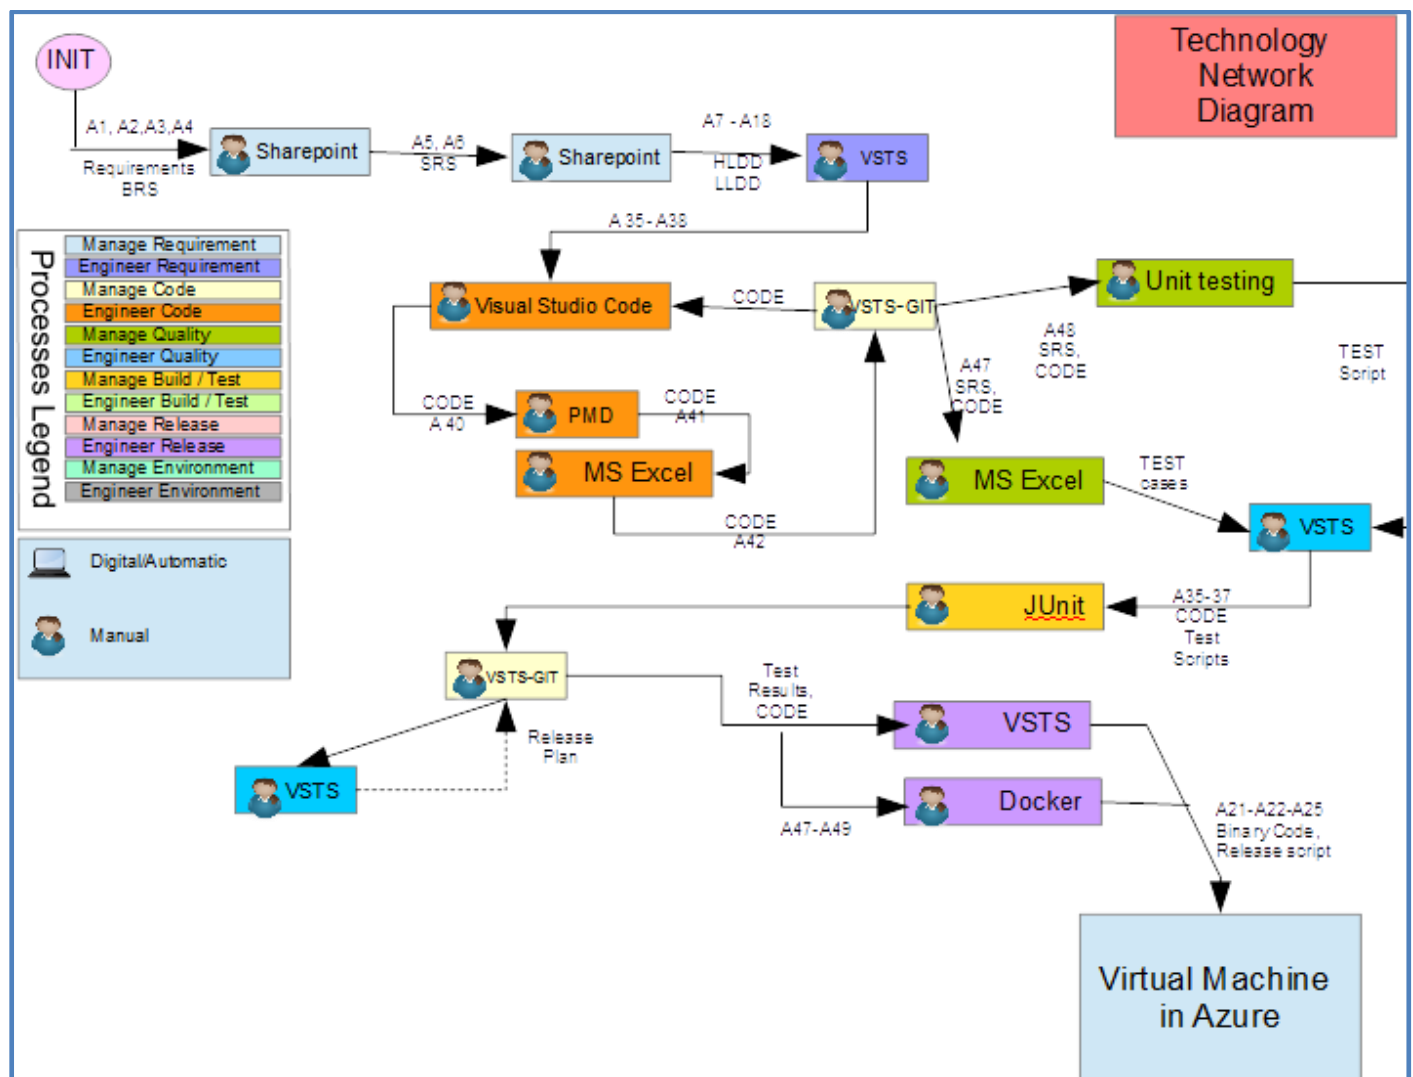 Technology
Network
Diagram
INIT
A1, A2,A3,A4
Requirements
BRS
Sharepoint
A5, A6
SRS
Sharepoint
A7 - A18
HLDD
LLDD
VSTS
A 35 - A38
Processes Legend
Manage Requirement
Engineer Requirement
Manage Code
Engineer Code
Manage Quality
Engineer Quality
Manage Build / Test
Engineer Build / Test
Manage Release
Engineer Release
Manage Environment
Engineer Environment
Digital/Automatic
Manual
Visual Studio Code
CODE
VSTS-GIT
Unit testing
A48
SRS,
CODE
TEST
Script
A47
SRS,
CODE
CODE
A 40
PMD
CODE
A41
MS Excel
CODE
A42
MS Excel
TEST
cases
VSTS
A35-37
CODE
Test
Scripts
JUnit
VSTS-GIT
Release
Plan
VSTS
Test
Results,
CODE
VSTS
A47-A49
Docker
A21-A22-A25
Binary Code,
Release script
Virtual Machine
in Azure